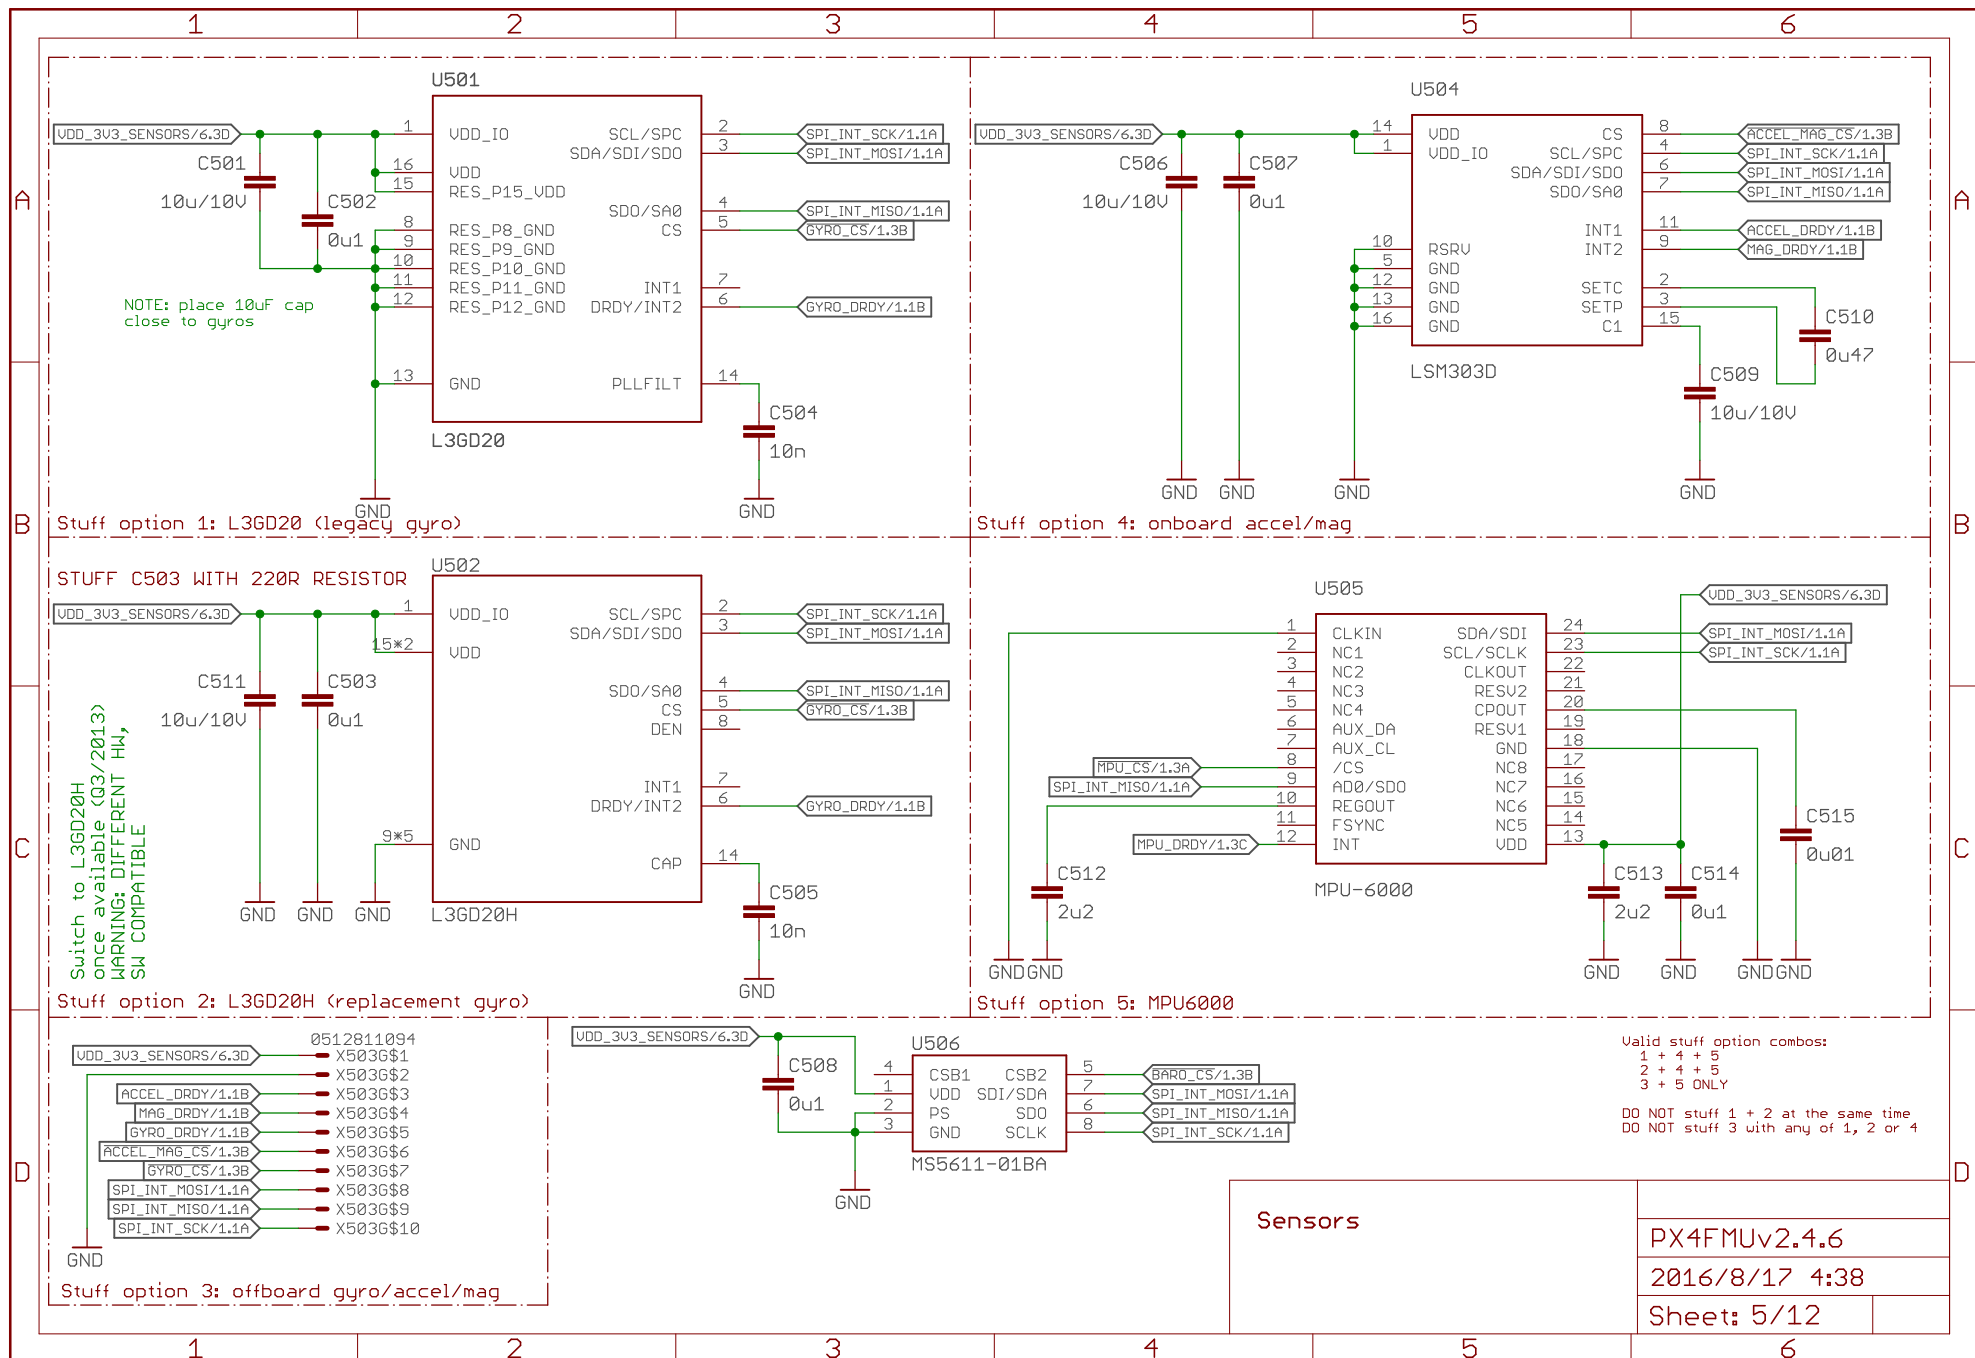 1 2 3 4 5 6
A
B
C
D
A
B
C
D
1 2 3 4 5 6
U501
VDD_3V3_SENSORS/6.3D
C501
10u/10V
C502
0u1
NOTE: place 10uF cap
close to gyros
1 VDD_IO
16 VDD
15 RES_P15_VDD
8 RES_P8_GND
9 RES_P9_GND
10 RES_P10_GND
11 RES_P11_GND
12 RES_P12_GND
13 GND
SCL/SPC 2 SPI_INT_SCK/1.1A
SDA/SDI/SDO 3 SPI_INT_MOSI/1.1A
SDO/SA0 4 SPI_INT_MISO/1.1A
CS 5 GYRO_CS/1.3B
INT1 7
DRDY/INT2 6 GYRO_DRDY/1.1B
PLLFILT 14
C504
10n
L3GD20
GND
GND
Stuff option 1: L3GD20 (legacy gyro)
U504
VDD_3V3_SENSORS/6.3D
C506
10u/10V
C507
0u1
14 VDD
1 VDD_IO
10 RSRV
5 GND
12 GND
13 GND
16 GND
CS 8 ACCEL_MAG_CS/1.3B
SCL/SPC 4 SPI_INT_SCK/1.1A
SDA/SDI/SDO 6 SPI_INT_MOSI/1.1A
SDO/SA0 7 SPI_INT_MISO/1.1A
INT1 11 ACCEL_DRDY/1.1B
INT2 9 MAG_DRDY/1.1B
SETC 2
SETP 3
C1 15
C510
0u47
C509
10u/10V
LSM303D
GND GND GND GND
Stuff option 4: onboard accel/mag
STUFF C503 WITH 220R RESISTOR
U502
VDD_3V3_SENSORS/6.3D
C511
10u/10V
C503
0u1
1 VDD_IO
15*2 VDD
9*5 GND
SCL/SPC 2 SPI_INT_SCK/1.1A
SDA/SDI/SDO 3 SPI_INT_MOSI/1.1A
SDO/SA0 4 SPI_INT_MISO/1.1A
CS 5 GYRO_CS/1.3B
DEN 8
INT1 7
DRDY/INT2 6 GYRO_DRDY/1.1B
CAP 14
C505
10n
L3GD20H
GND GND GND
GND
Switch to L3GD20H
once available (Q3/2013)
WARNING: DIFFERENT HW,
SW COMPATIBLE
Stuff option 2: L3GD20H (replacement gyro)
U505
VDD_3V3_SENSORS/6.3D
1 CLKIN
2 NC1
3 NC2
4 NC3
5 NC4
6 AUX_DA
7 AUX_CL
MPU_CS/1.3A 8 /CS
SPI_INT_MISO/1.1A 9 AD0/SDO
10 REGOUT
11 FSYNC
MPU_DRDY/1.3C 12 INT
SDA/SDI 24 SPI_INT_MOSI/1.1A
SCL/SCLK 23 SPI_INT_SCK/1.1A
CLKOUT 22
RESV2 21
CPOUT 20
RESV1 19
GND 18
NC8 17
NC7 16
NC6 15
NC5 14
VDD 13
MPU-6000
C512
2u2
C513
2u2
C514
0u1
C515
0u01
GND GND GND GND GND GND
Stuff option 5: MPU6000
0512811094
VDD_3V3_SENSORS/6.3D X503G$1
X503G$2
ACCEL_DRDY/1.1B X503G$3
MAG_DRDY/1.1B X503G$4
GYRO_DRDY/1.1B X503G$5
ACCEL_MAG_CS/1.3B X503G$6
GYRO_CS/1.3B X503G$7
SPI_INT_MOSI/1.1A X503G$8
SPI_INT_MISO/1.1A X503G$9
SPI_INT_SCK/1.1A X503G$10
GND
Stuff option 3: offboard gyro/accel/mag
VDD_3V3_SENSORS/6.3D
C508
0u1
U506
4 CSB1
1 VDD
2 PS
3 GND
CSB2 5 BARO_CS/1.3B
SDI/SDA 7 SPI_INT_MOSI/1.1A
SDO 6 SPI_INT_MISO/1.1A
SCLK 8 SPI_INT_SCK/1.1A
MS5611-01BA
GND
Valid stuff option combos:
1 + 4 + 5
2 + 4 + 5
3 + 5 ONLY
DO NOT stuff 1 + 2 at the same time
DO NOT stuff 3 with any of 1, 2 or 4
Sensors
PX4FMUv2.4.6
2016/8/17 4:38
Sheet: 5/12